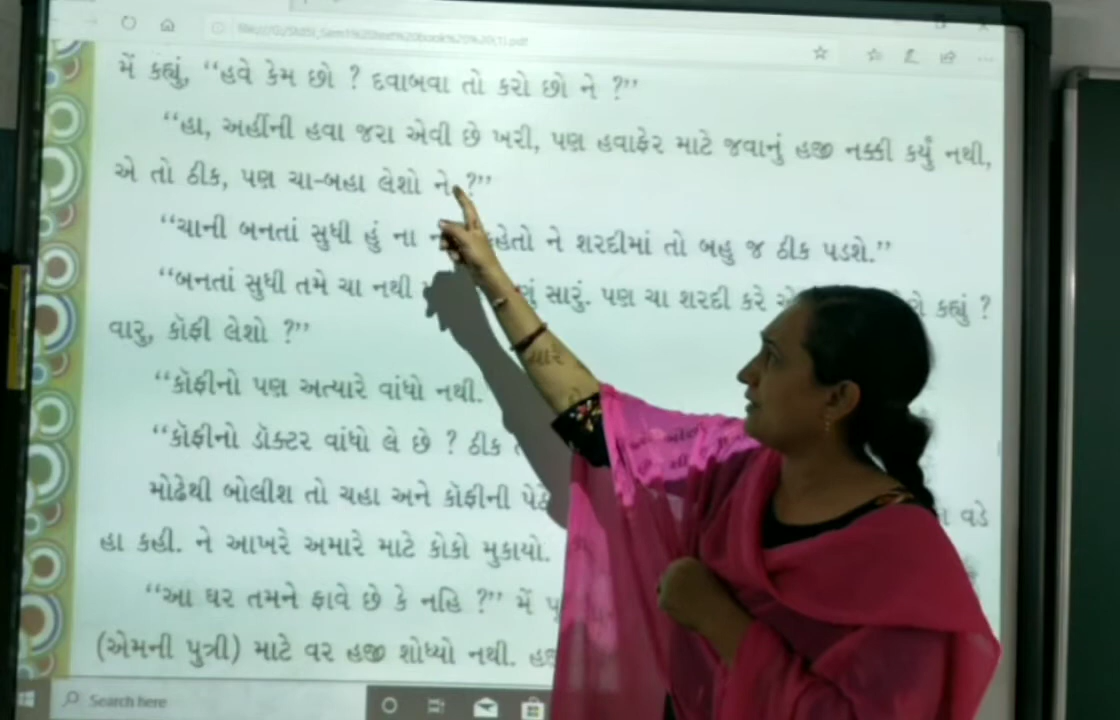 મેં કહ્યું, “હવે કેમ છો ? દવાબવા તો કરો છો ને ?”
“હા, અહીંની હવા જરા એવી છે ખરી, પણ હવાફેર માટે જવાનું હજી નક્કી કર્યું નથી,
એ તો ઠીક, પણ ચા-બહા લેશો ને ?”
“ચાની બનતાં સુધી હું ના કહેતો ને શરદીમાં તો બહુ જ ઠીક પડશે.”
“બનતાં સુધી તમે ચા નથી સારું. પણ ચા શરદી કરે કહ્યું ?
વારુ, કૉફી લેશો ?”
“કૉફીનો પણ અત્યારે વાંધો નથી.
“કૉફીનો ડૉક્ટર વાંધો લે છે ? ઠીક
મોઢેથી બોલીશ તો ચહા અને કૉફીની વડે
હા કહી. ને આખરે અમારે માટે કોકો મુકાયો.
“આ ઘર તમને ફાવે છે કે નહિ ?” મેં
(એમની પુત્રી) માટે વર હજી શોધ્યો નથી.
Search here